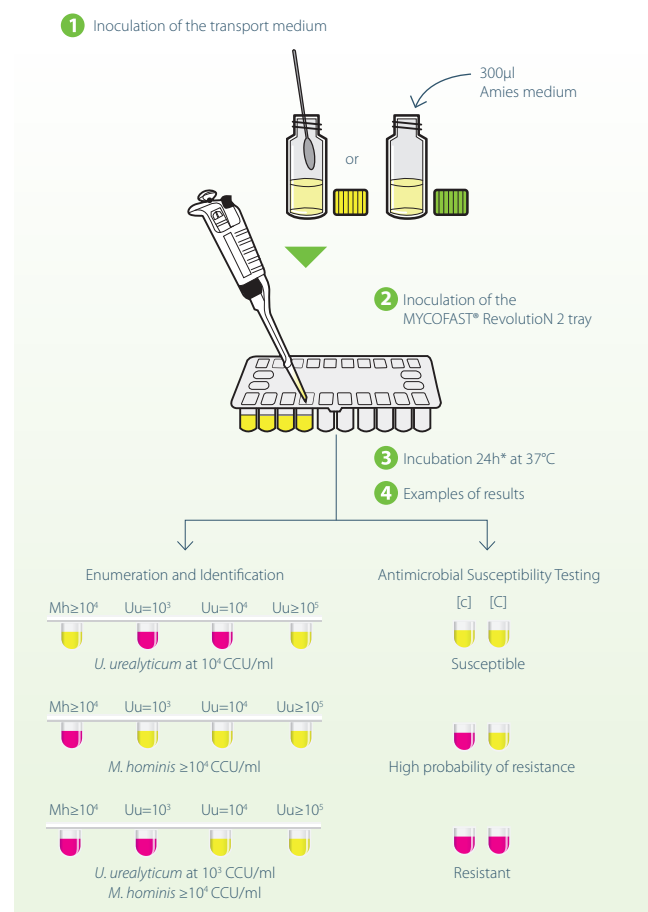 1 Inoculation of the transport medium
300µl
Amies medium
or
2 Inoculation of the
MYCOFAST® RevolutioN 2 tray
3 Incubation 24h* at 37°C
4 Examples of results
Enumeration and Identification
Mh≥10⁴ Uu=10³ Uu=10⁴ Uu≥10⁵
U. urealyticum at 10⁴ CCU/ml
Mh≥10⁴ Uu=10³ Uu=10⁴ Uu≥10⁵
M. hominis ≥10⁴ CCU/ml
Mh≥10⁴ Uu=10³ Uu=10⁴ Uu≥10⁵
U. urealyticum at 10³ CCU/ml
M. hominis ≥10⁴ CCU/ml
Antimicrobial Susceptibility Testing
[c] [C]
Susceptible
High probability of resistance
Resistant